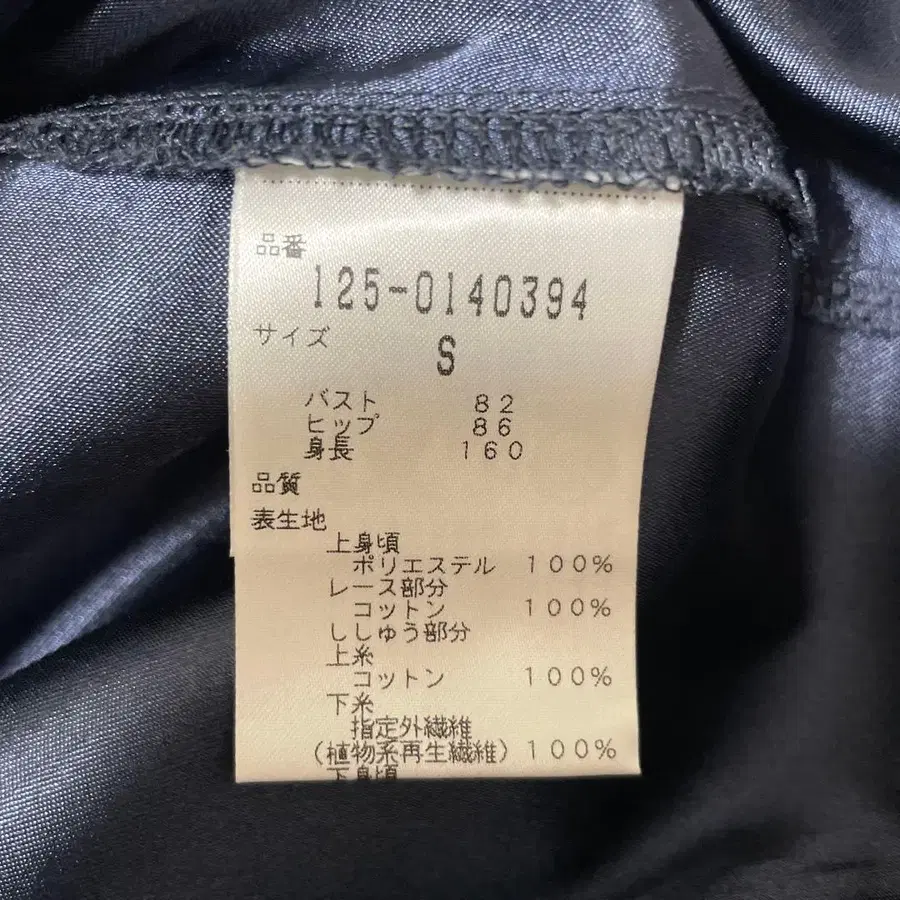 品番
125-0140394
サイズ
S
バスト 82
ヒップ 86
身長 160
品質
表生地
上身頃
ポリエステル 100%
レース部分
コットン 100%
ししゅう部分
上糸
コットン 100%
下糸
指定外繊維
(植物系再生繊維) 100%
下身頃